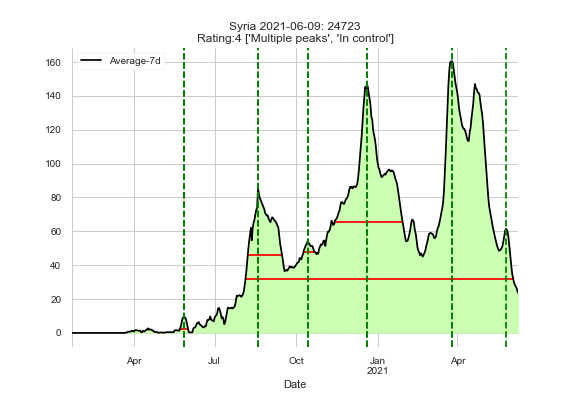 Syria 2021-06-09: 24723
Rating:4 ['Multiple peaks', 'In control']
Average-7d
160
140
120
100
80
60
40
20
0
Apr
Jul
Oct
Jan
2021
Apr
Date